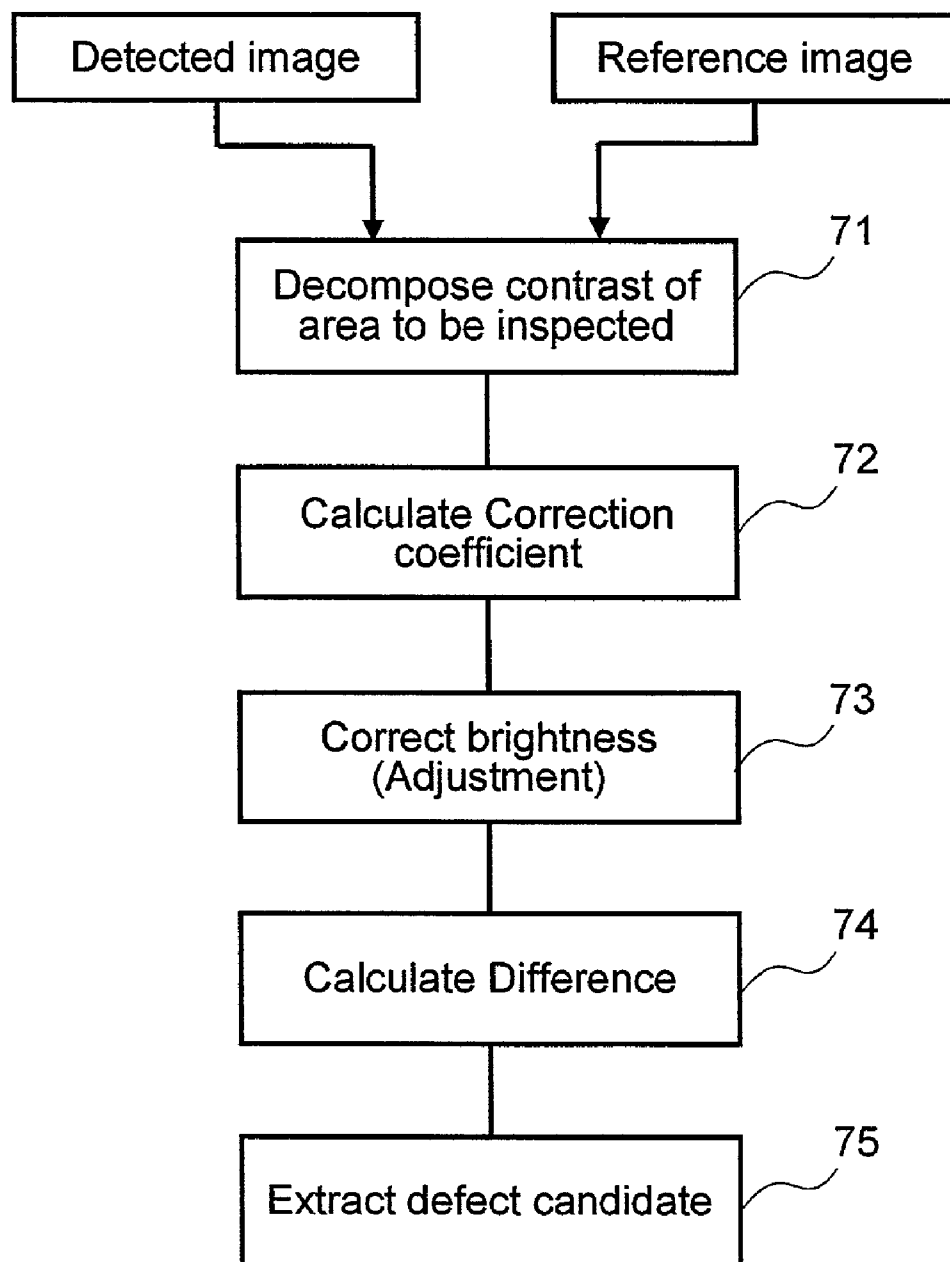 Detected image
Reference image
71
Decompose contrast of
area to be inspected
72
Calculate Correction
coefficient
73
Correct brightness
(Adjustment)
74
Calculate Difference
75
Extract defect candidate